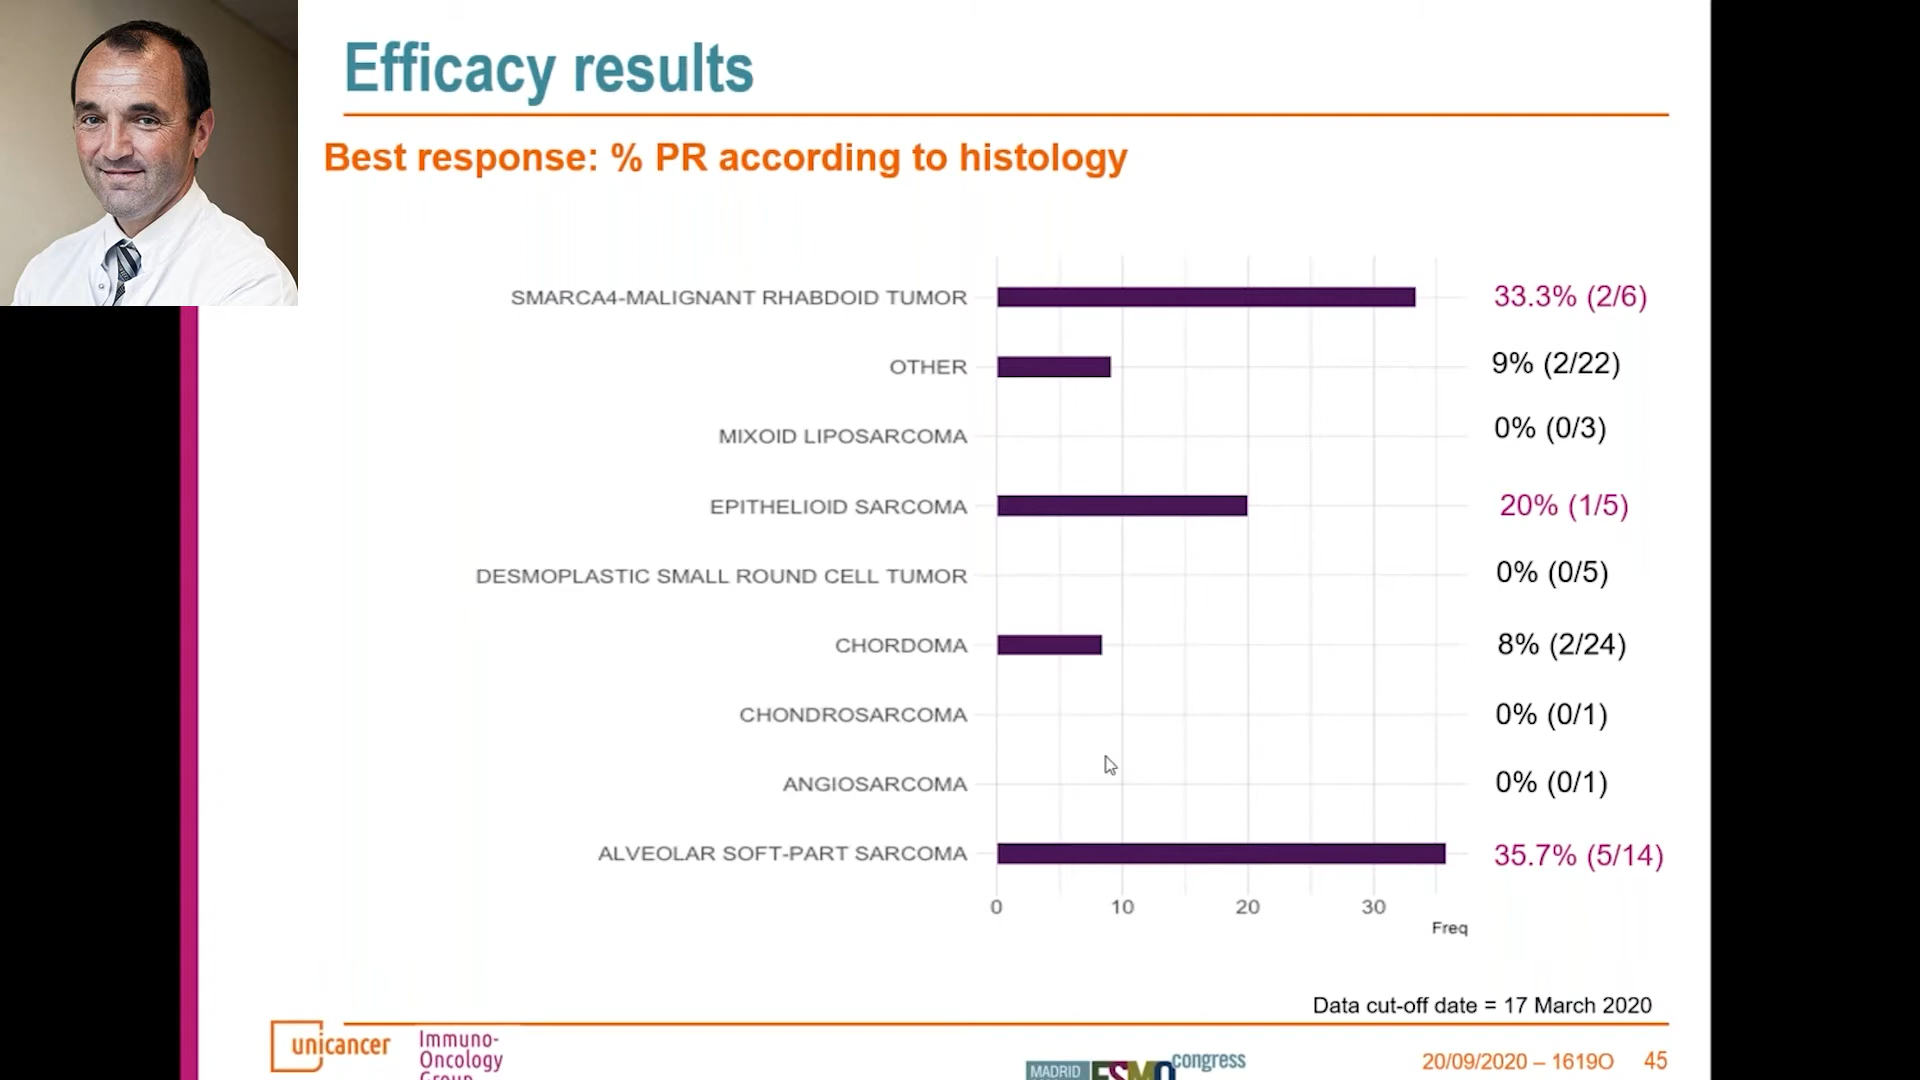 Efficacy results
Best response: % PR according to histology
SMARCA4-MALIGNANT RHABDOID TUMOR 33.3% (2/6)
OTHER 9% (2/22)
MIXOID LIPOSARCOMA 0% (0/3)
EPITHELIOID SARCOMA 20% (1/5)
DESMOPLASTIC SMALL ROUND CELL TUMOR 0% (0/5)
CHORDOMA 8% (2/24)
CHONDROSARCOMA 0% (0/1)
ANGIOSARCOMA 0% (0/1)
ALVEOLAR SOFT-PART SARCOMA 35.7% (5/14)
0 10 20 30
Freq
Data cut-off date = 17 March 2020
unicancer
Immuno-
Oncology
Group
MADRID ESMO congress
20/09/2020 – 1619O 45